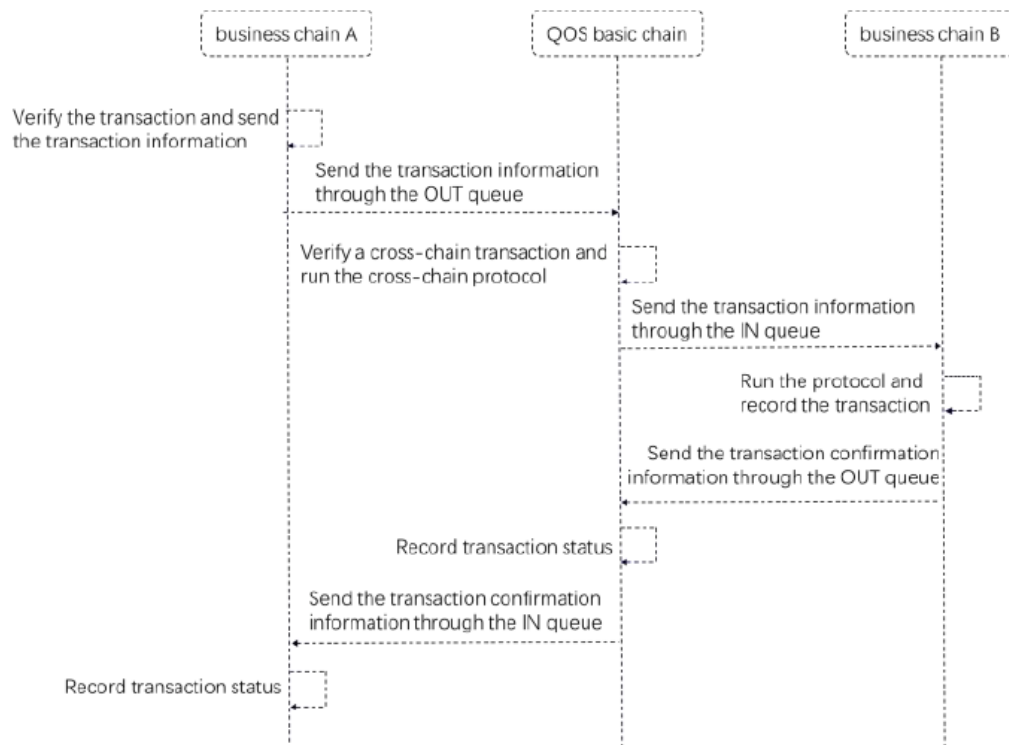 business chain A
QOS basic chain
business chain B
Verify the transaction and send
the transaction information
Send the transaction information
through the OUT queue
Verify a cross-chain transaction and
run the cross-chain protocol
Send the transaction information
through the IN queue
Run the protocol and
record the transaction
Send the transaction confirmation
information through the OUT queue
Record transaction status
Send the transaction confirmation
information through the IN queue
Record transaction status